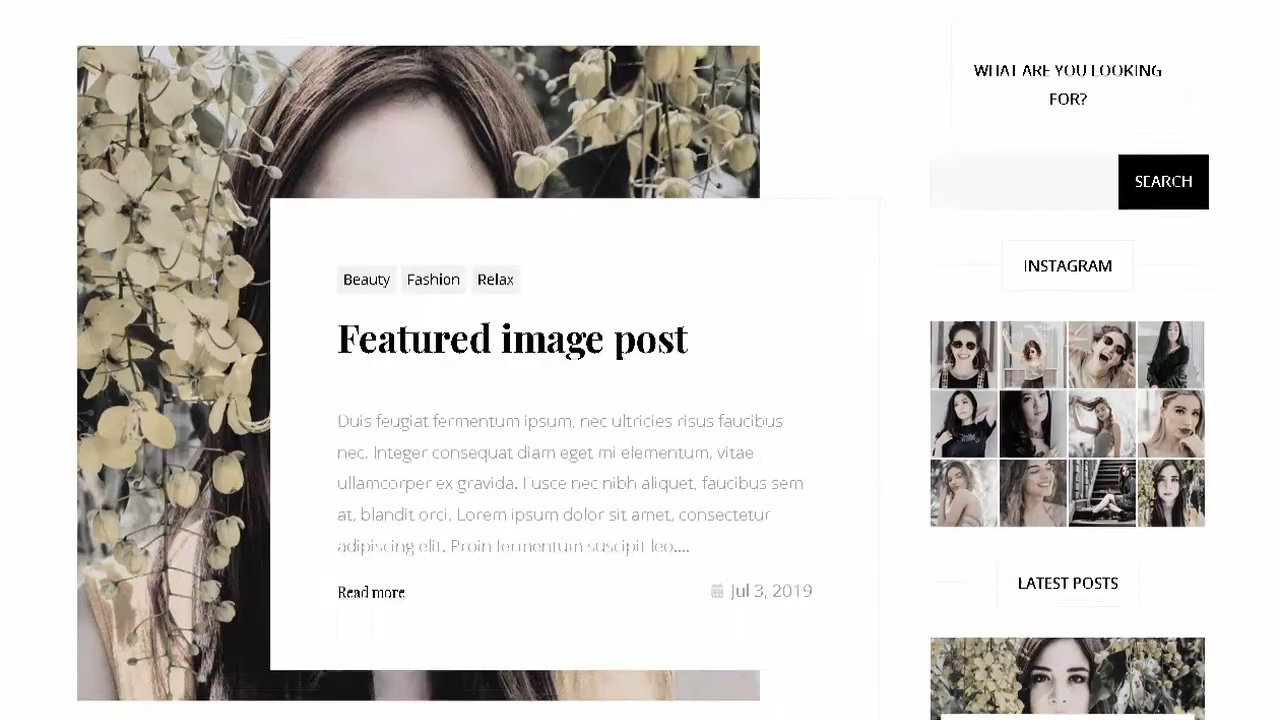 WHAT ARE YOU LOOKING
FOR?
SEARCH
INSTAGRAM
Beauty Fashion Relax
Featured image post
Duis feugiat fermentum ipsum, nec ultricies risus faucibus
nec. Integer consequat diam eget mi elementum, vitae
ullamcorper ex gravida. Fusce nec nibh aliquet, faucibus sem
at, blandit orci. Lorem ipsum dolor sit amet, consectetur
adipiscing elit. Proin fermentum suscipit leo....
Read more
Jul 3, 2019
LATEST POSTS